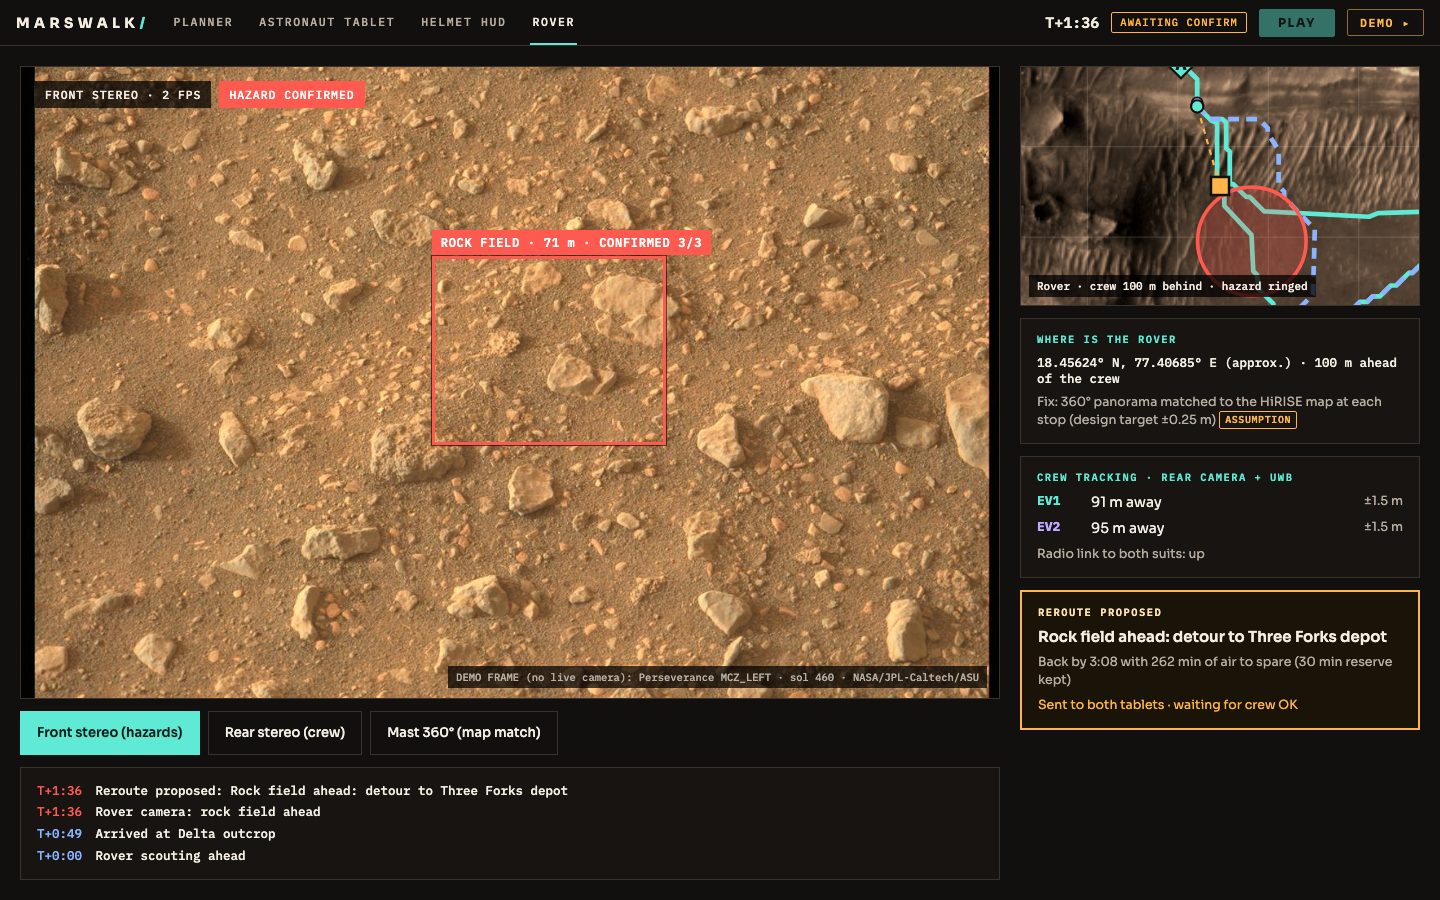 MARSWALK/ PLANNER ASTRONAUT TABLET HELMET HUD ROVER T+1:36 AWAITING CONFIRM PLAY DEMO ▸
FRONT STEREO · 2 FPS HAZARD CONFIRMED
ROCK FIELD · 71 m · CONFIRMED 3/3
DEMO FRAME (no live camera): Perseverance MCZ_LEFT · sol 460 · NASA/JPL-Caltech/ASU
Front stereo (hazards) Rear stereo (crew) Mast 360° (map match)
T+1:36 Reroute proposed: Rock field ahead: detour to Three Forks depot
T+1:36 Rover camera: rock field ahead
T+0:49 Arrived at Delta outcrop
T+0:00 Rover scouting ahead
Rover · crew 100 m behind · hazard ringed
WHERE IS THE ROVER
18.45624° N, 77.40685° E (approx.) · 100 m ahead
of the crew
Fix: 360° panorama matched to the HiRISE map at each
stop (design target ±0.25 m) ASSUMPTION
CREW TRACKING · REAR CAMERA + UWB
EV1 91 m away ±1.5 m
EV2 95 m away ±1.5 m
Radio link to both suits: up
REROUTE PROPOSED
Rock field ahead: detour to Three Forks depot
Back by 3:08 with 262 min of air to spare (30 min reserve
kept)
Sent to both tablets · waiting for crew OK